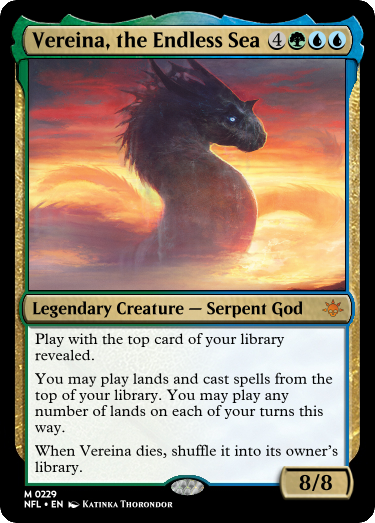 Vereina, the Endless Sea 4
Legendary Creature — Serpent God
Play with the top card of your library
revealed.
You may play lands and cast spells from the
top of your library. You may play any
number of lands on each of your turns this
way.
When Vereina dies, shuffle it into its owner's
library.
8/8
M 0229
NFL • EN Katinka Thorondor